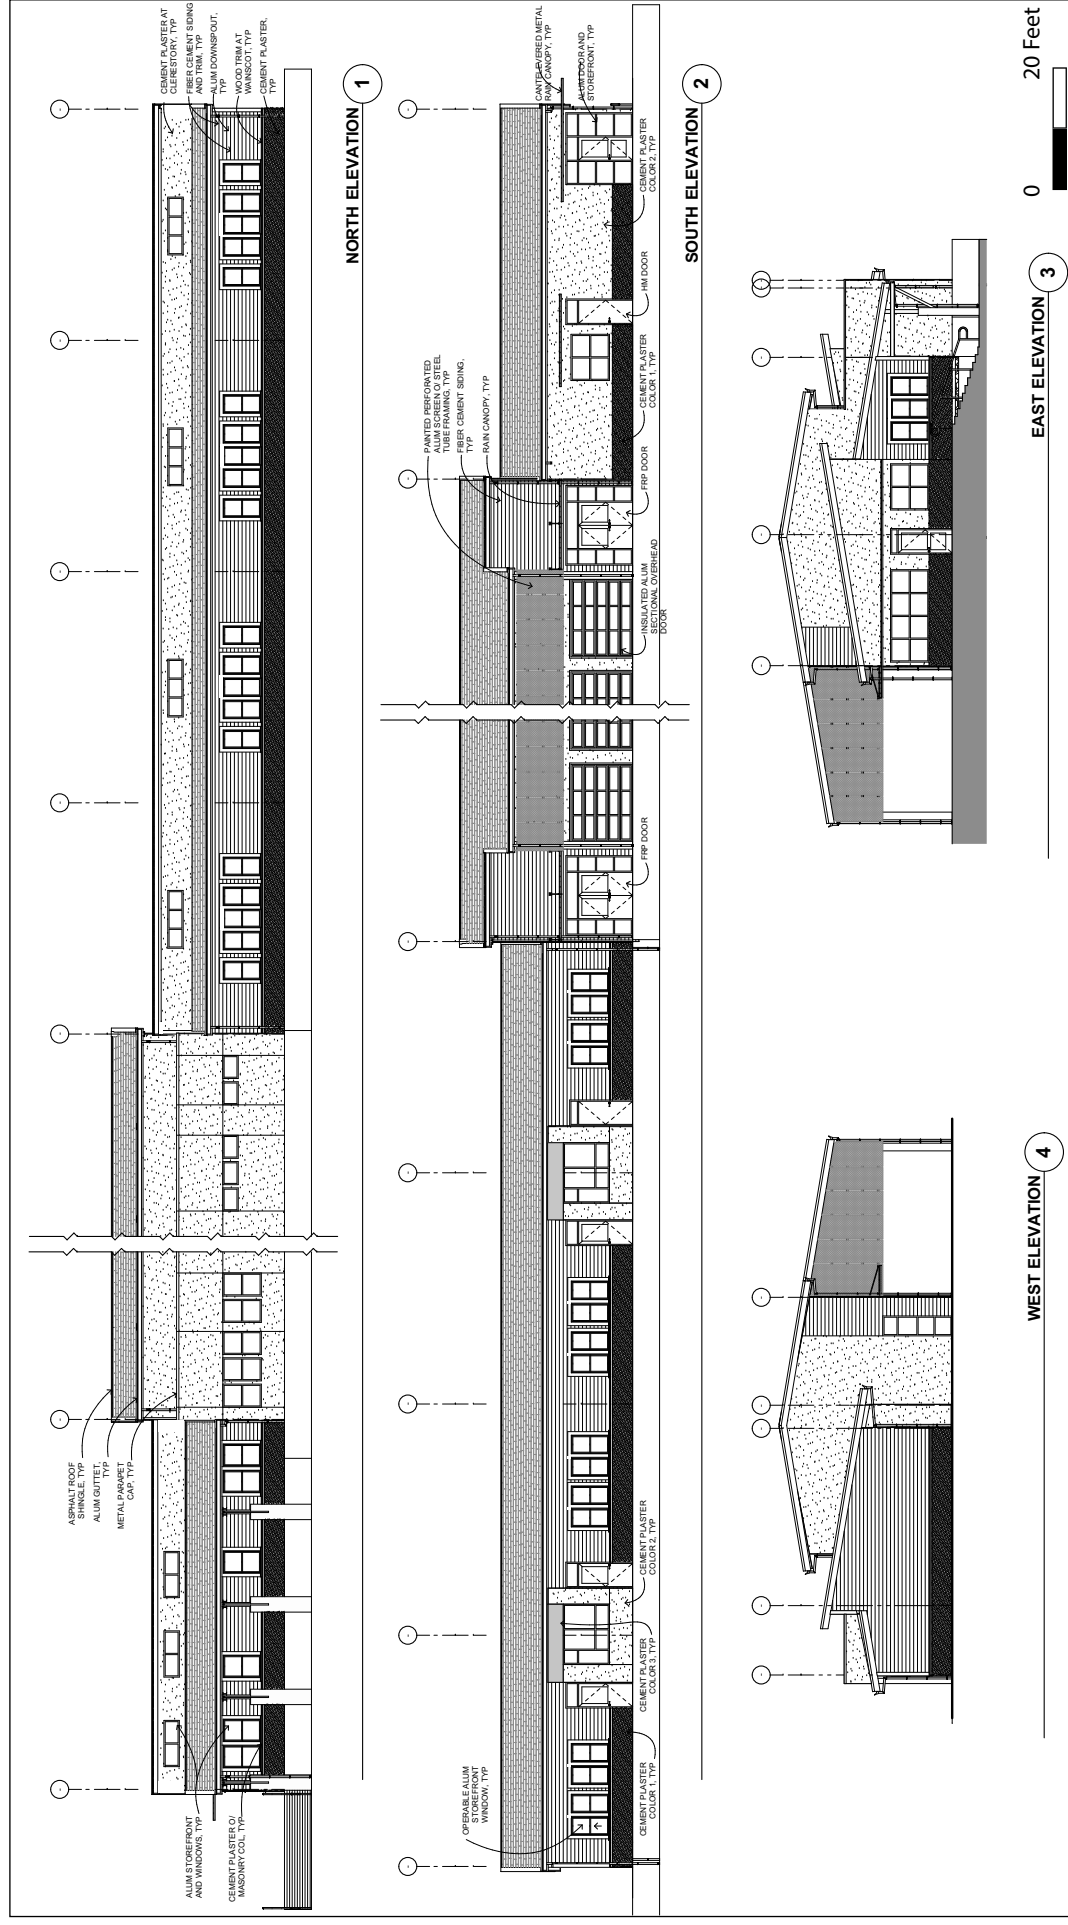 ASPHALT ROOF
SHINGLE, TYP
ALUM GUTTET,
TYP
METAL PARAPET
CAP, TYP
CEMENT PLASTER AT
CLERESTORY, TYP
FIBER CEMENT SIDING
AND TRIM, TYP
ALUM DOWNSPOUT,
TYP
WOOD TRIM AT
WAINSCOT, TYP
CEMENT PLASTER,
TYP
ALUM STOREFRONT
AND WINDOWS, TYP
CEMENT PLASTER O/
MASONRY COL, TYP
NORTH ELEVATION
1
OPERABLE ALUM
STOREFRONT
WINDOW, TYP
PAINTED PERFORATED
ALUM SCREEN O/ STEEL
TUBE FRAMING, TYP
FIBER CEMENT SIDING,
TYP
RAIN CANOPY, TYP
CANTILEVERED METAL
RAIN CANOPY, TYP
ALUM DOOR AND
STOREFRONT, TYP
CEMENT PLASTER
COLOR 1, TYP
CEMENT PLASTER
COLOR 3, TYP
CEMENT PLASTER
COLOR 2, TYP
FRP DOOR
INSULATED ALUM
SECTIONAL OVERHEAD
DOOR
FRP DOOR
CEMENT PLASTER
COLOR 1, TYP
HM DOOR
CEMENT PLASTER
COLOR 2, TYP
SOUTH ELEVATION
2
WEST ELEVATION
4
EAST ELEVATION
3
0
20 Feet